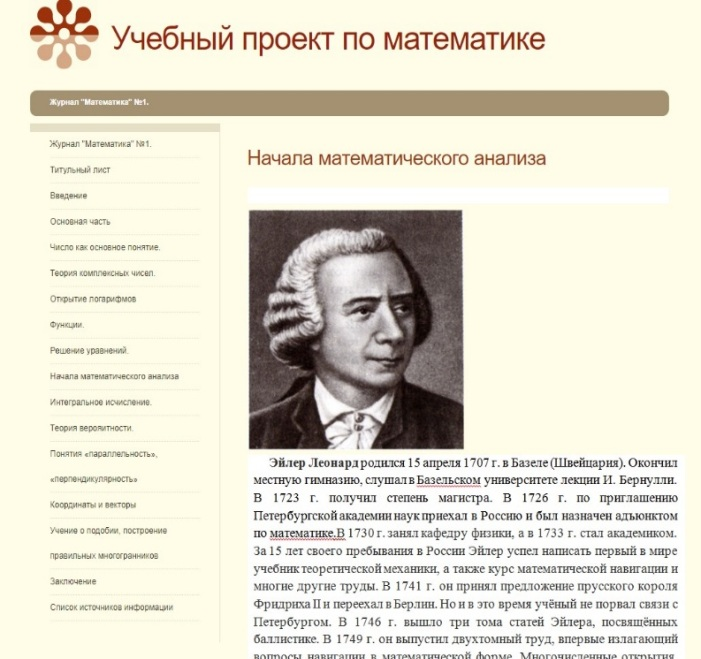 Учебный проект по математике
Журнал "Математика" №1.
Журнал "Математика" №1.
Титульный лист
Введение
Основная часть
Число как основное понятие.
Теория комплексных чисел.
Открытие логарифмов
Функции.
Решение уравнений.
Начала математического анализа
Интегральное исчисление.
Теория вероятности.
Понятия «параллельность»,
«перпендикулярность»
Координаты и векторы
Учение о подобии, построение
правильных многогранников
Заключение
Список источников информации
Начала математического анализа
Эйлер Леонард родился 15 апреля 1707 г. в Базеле (Швейцария). Окончил
местную гимназию, слушал в Базельском университете лекции И. Бернулли.
В 1723 г. получил степень магистра. В 1726 г. по приглашению
Петербургской академии наук приехал в Россию и был назначен адъюнктом
по математике.В 1730 г. занял кафедру физики, а в 1733 г. стал академиком.
За 15 лет своего пребывания в России Эйлер успел написать первый в мире
учебник теоретической механики, а также курс математической навигации и
многие другие труды. В 1741 г. он принял предложение прусского короля
Фридриха II и переехал в Берлин. Но и в это время учёный не порвал связи с
Петербургом. В 1746 г. вышло три тома статей Эйлера, посвящённых
баллистике. В 1749 г. он выпустил двухтомный труд, впервые излагающий
вопросы навигации в математической форме. Многочисленные открытия,